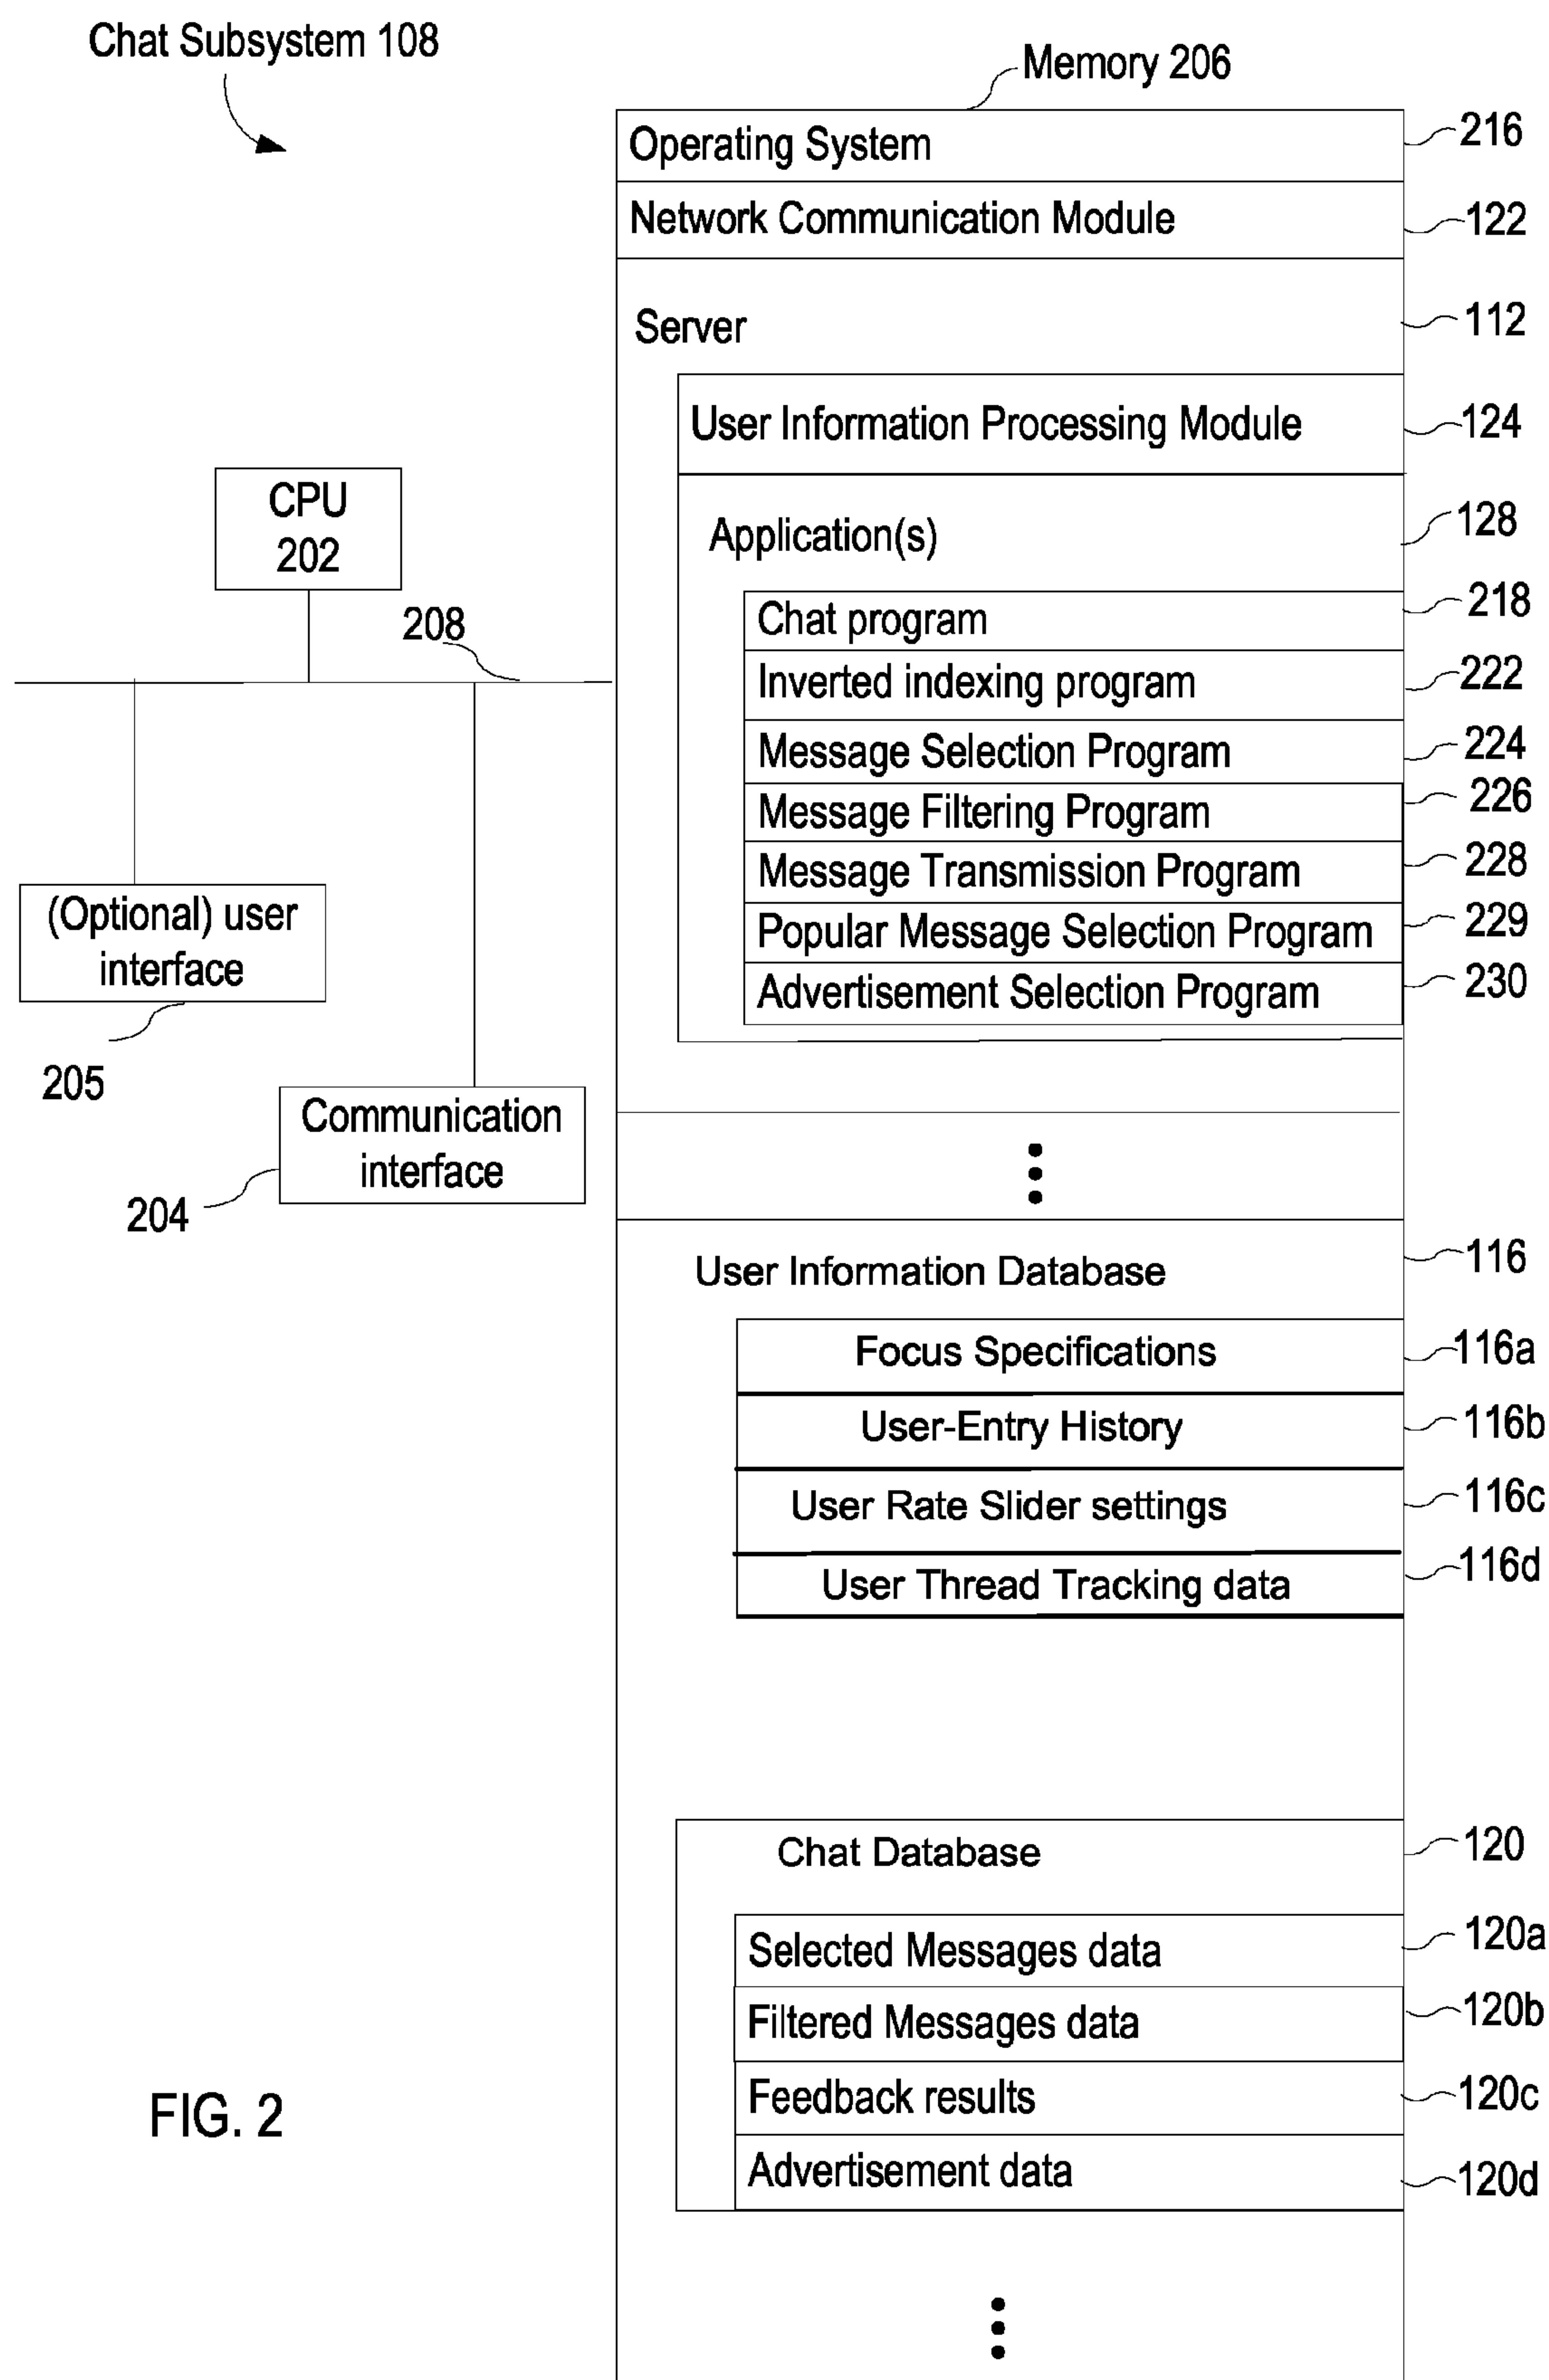 Chat Subsystem 108
Memory 206
Operating System
216
Network Communication Module
122
Server
112
User Information Processing Module
124
Application(s)
128
Chat program
218
Inverted indexing program
222
Message Selection Program
224
Message Filtering Program
226
Message Transmission Program
228
Popular Message Selection Program
229
Advertisement Selection Program
230
CPU
202
208
(Optional) user
interface
205
Communication
interface
204
User Information Database
116
Focus Specifications
116a
User-Entry History
116b
User Rate Slider settings
116c
User Thread Tracking data
116d
Chat Database
120
Selected Messages data
120a
Filtered Messages data
120b
Feedback results
120c
Advertisement data
120d
FIG. 2